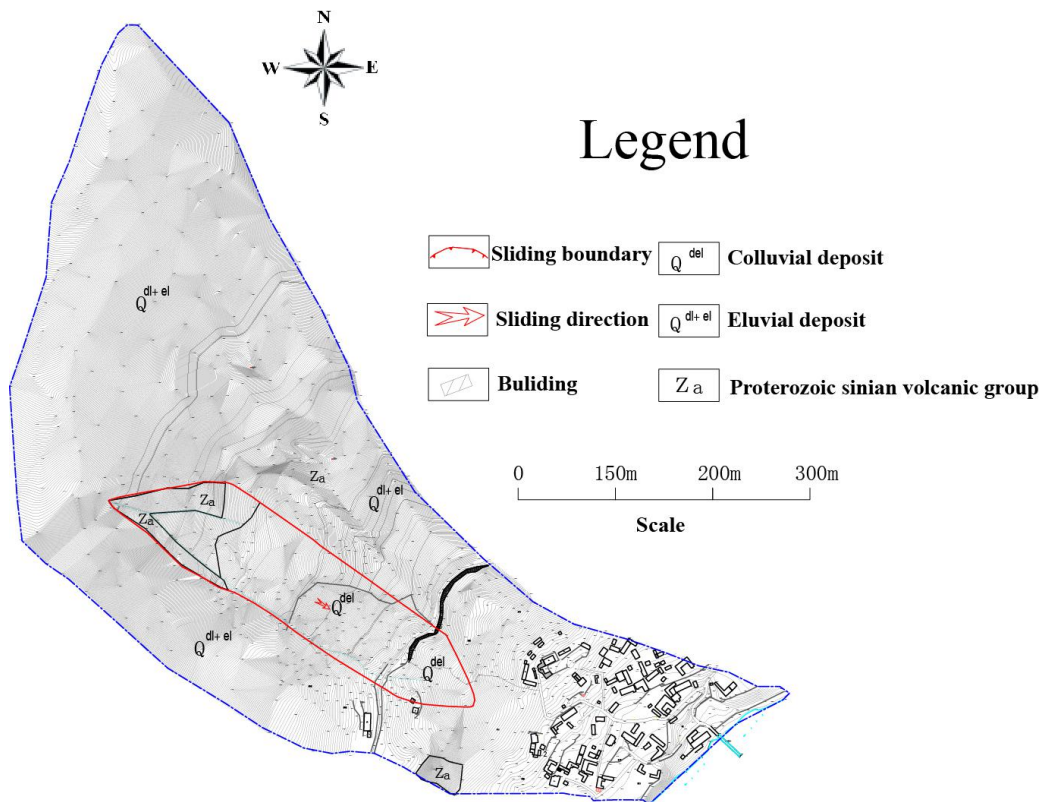 N
W E
S
Legend
Sliding boundary Q del Colluvial deposit
Sliding direction Q dl+ el Eluvial deposit
Buliding Za Proterozoic sinian volcanic group
0 150m 200m 300m
Scale
Q dl+ el
Za
Za
Za
Q dl+ el
Q del
Q dl+ el
Q del
Za